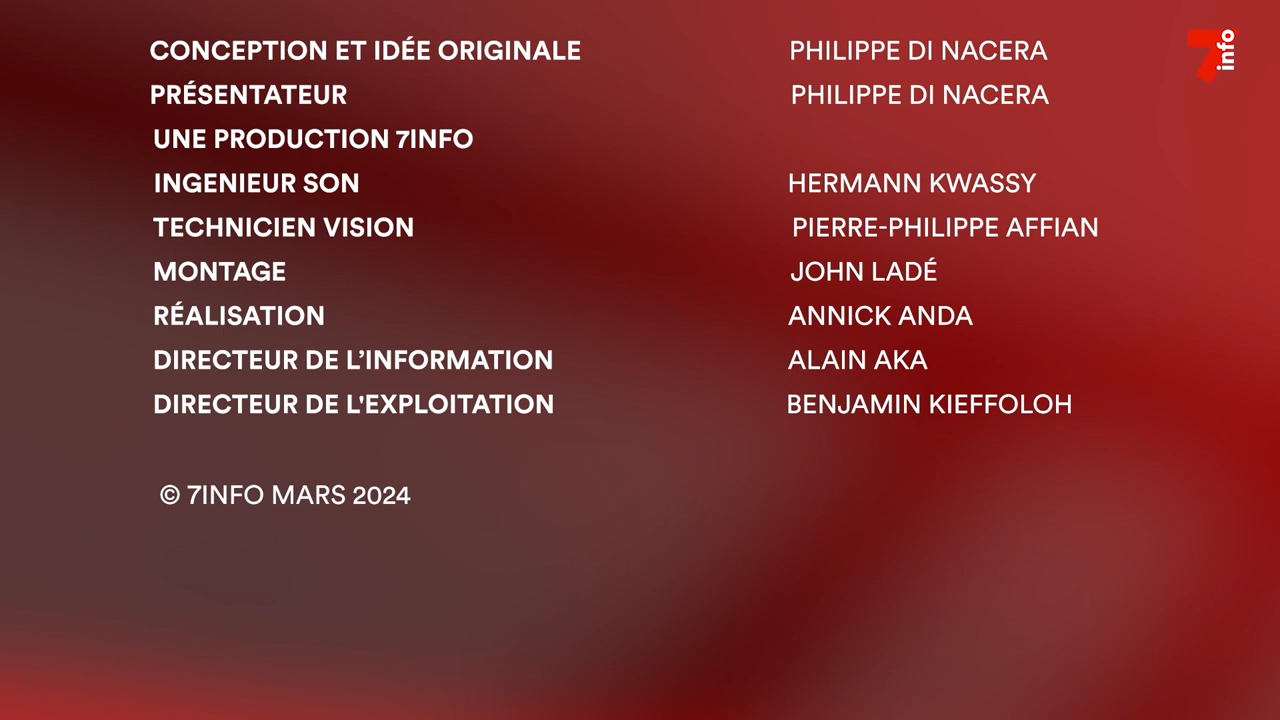 CONCEPTION ET IDÉE ORIGINALE PHILIPPE DI NACERA
PRÉSENTATEUR PHILIPPE DI NACERA
UNE PRODUCTION 7INFO
INGENIEUR SON HERMANN KWASSY
TECHNICIEN VISION PIERRE-PHILIPPE AFFIAN
MONTAGE JOHN LADÉ
RÉALISATION ANNICK ANDA
DIRECTEUR DE L’INFORMATION ALAIN AKA
DIRECTEUR DE L'EXPLOITATION BENJAMIN KIEFFOLOH
© 7INFO MARS 2024
7info